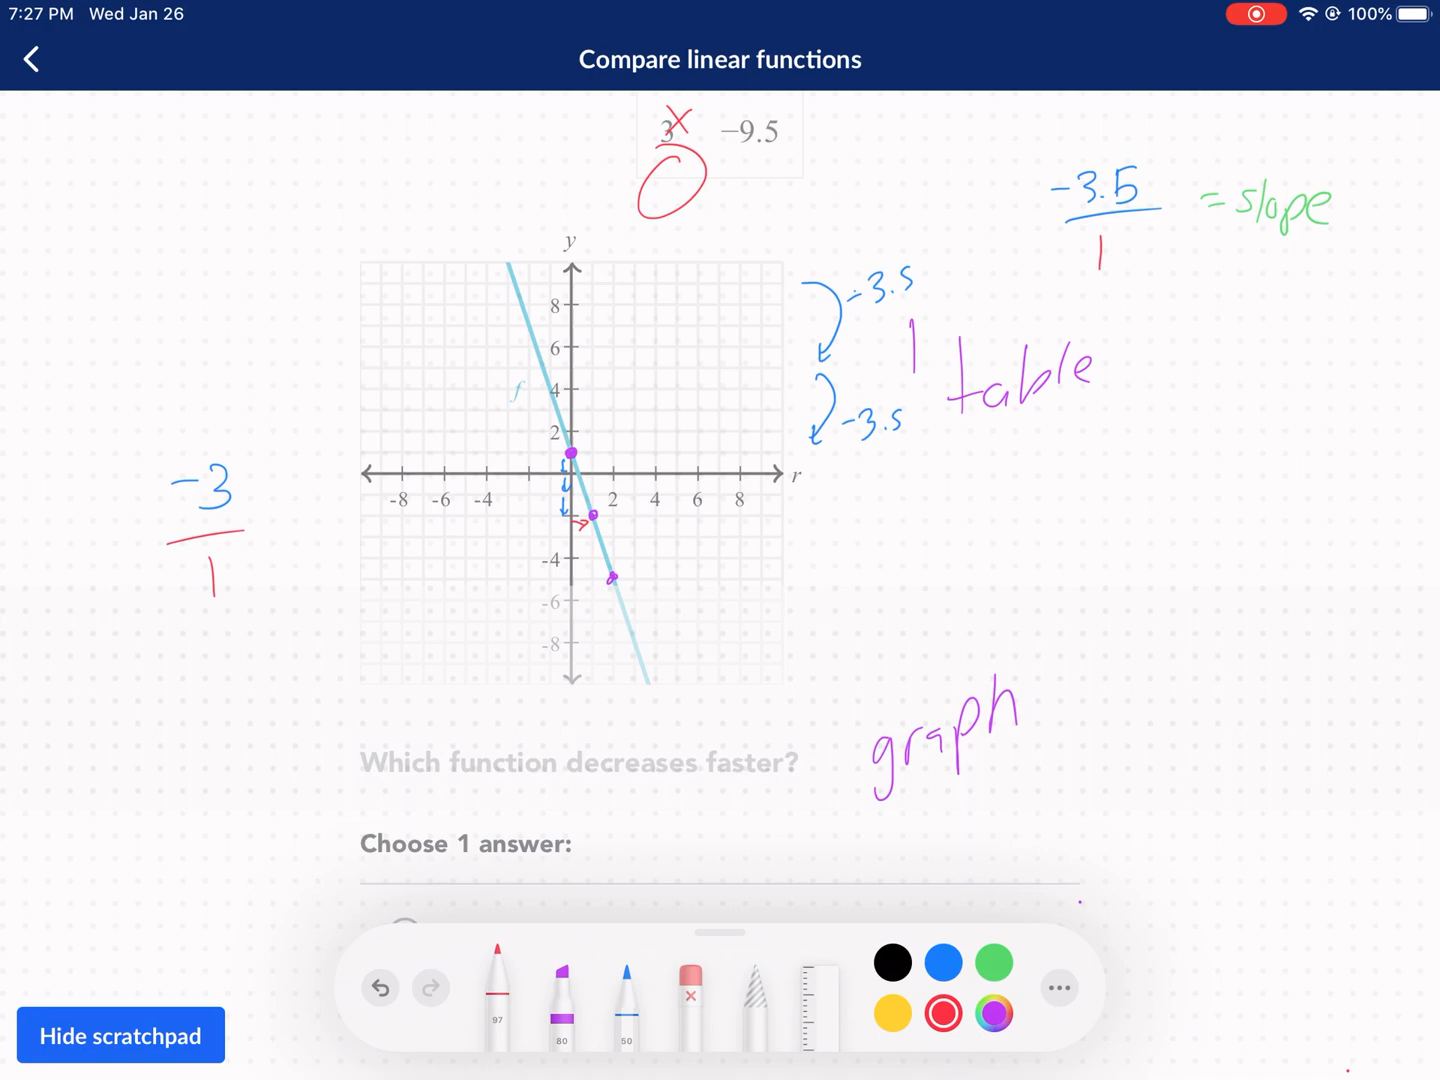 7:27 PM Wed Jan 26 100%
Compare linear functions
3 −9.5
x
-3.5
= slope
1
y
-3.5
8
1
6
table
f
4
-3.5
2
-3
1
-8 -6 -4 2 4 6 8 r
-4
-6
-8
graph
Which function decreases faster?
Choose 1 answer:
97 80 50
Hide scratchpad